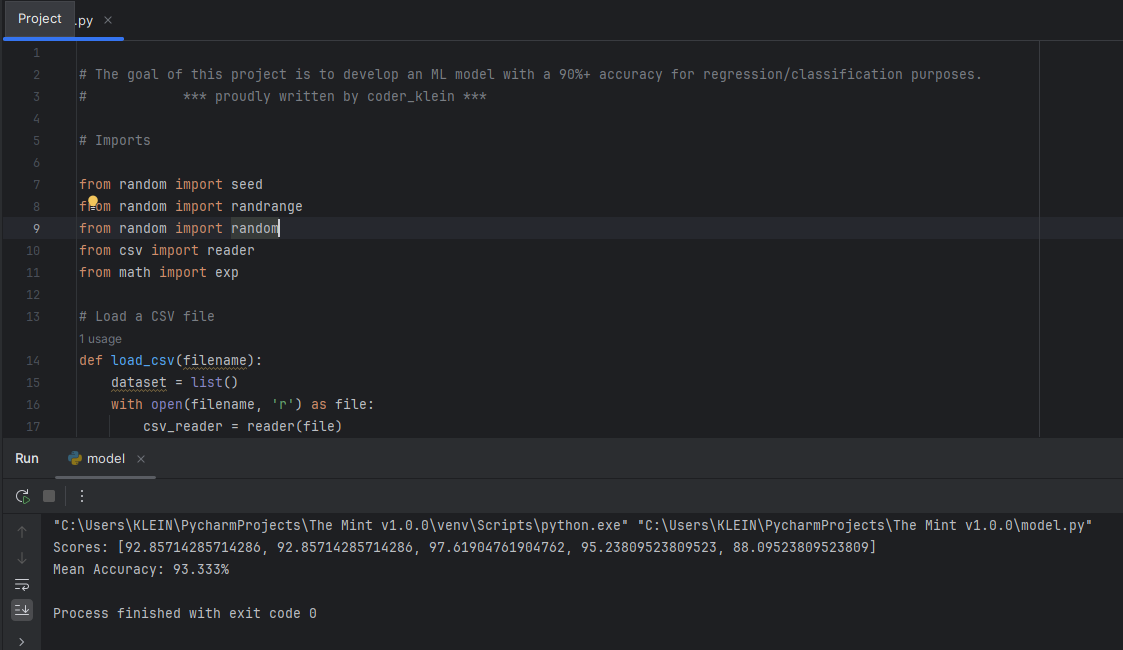 Project .py ×
1
2 # The goal of this project is to develop an ML model with a 90%+ accuracy for regression/classification purposes.
3 #            *** proudly written by coder_klein ***
4
5 # Imports
6
7 from random import seed
8 from random import randrange
9 from random import random
10 from csv import reader
11 from math import exp
12
13 # Load a CSV file
1 usage
14 def load_csv(filename):
15     dataset = list()
16     with open(filename, 'r') as file:
17         csv_reader = reader(file)
Run model ×
"C:\Users\KLEIN\PycharmProjects\The Mint v1.0.0\venv\Scripts\python.exe" "C:\Users\KLEIN\PycharmProjects\The Mint v1.0.0\model.py"
Scores: [92.85714285714286, 92.85714285714286, 97.61904761904762, 95.23809523809523, 88.09523809523809]
Mean Accuracy: 93.333%
Process finished with exit code 0